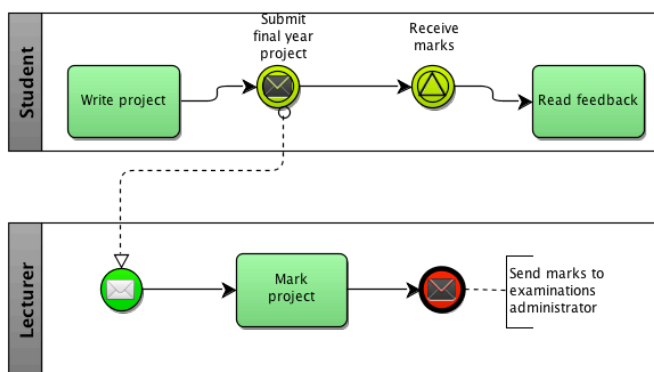 Student
Write project
Submit
final year
project
Receive
marks
Read feedback
Lecturer
Mark
project
Send marks to
examinations
administrator